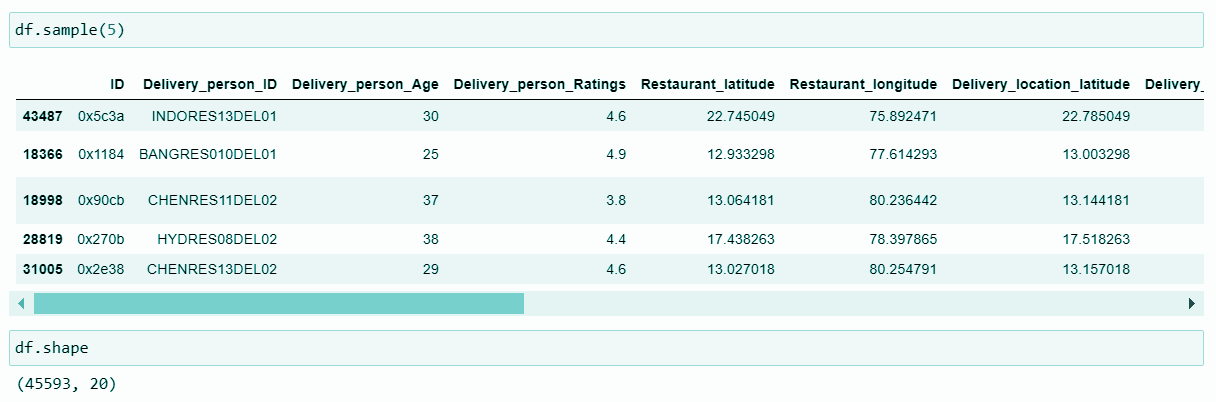 df.sample(5)
ID Delivery_person_ID Delivery_person_Age Delivery_person_Ratings Restaurant_latitude Restaurant_longitude Delivery_location_latitude Delivery_
43487 0x5c3a INDORES13DEL01 30 4.6 22.745049 75.892471 22.785049
18366 0x1184 BANGRES010DEL01 25 4.9 12.933298 77.614293 13.003298
18998 0x90cb CHENRES11DEL02 37 3.8 13.064181 80.236442 13.144181
28819 0x270b HYDRES08DEL02 38 4.4 17.438263 78.397865 17.518263
31005 0x2e38 CHENRES13DEL02 29 4.6 13.027018 80.254791 13.157018
df.shape
(45593, 20)